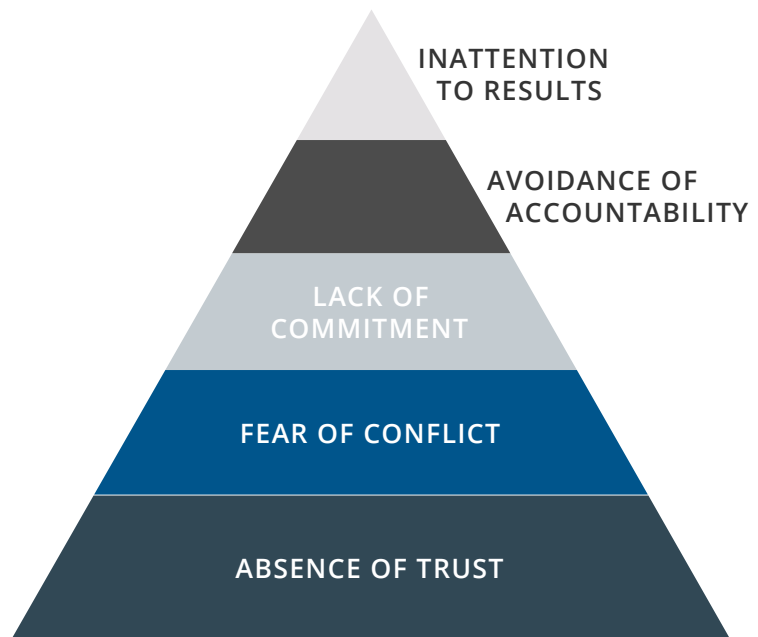 INATTENTION
TO RESULTS
AVOIDANCE OF
ACCOUNTABILITY
LACK OF
COMMITMENT
FEAR OF CONFLICT
ABSENCE OF TRUST